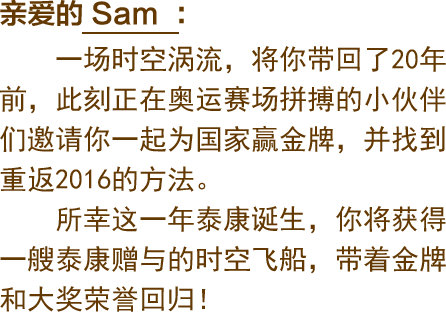 亲爱的 Sam ：
一场时空涡流，将你带回了20年
前，此刻正在奥运赛场拼搏的小伙伴
们邀请你一起为国家赢金牌，并找到
重返2016的方法。
所幸这一年泰康诞生，你将获得
一艘泰康赠与的时空飞船，带着金牌
和大奖荣誉回归！